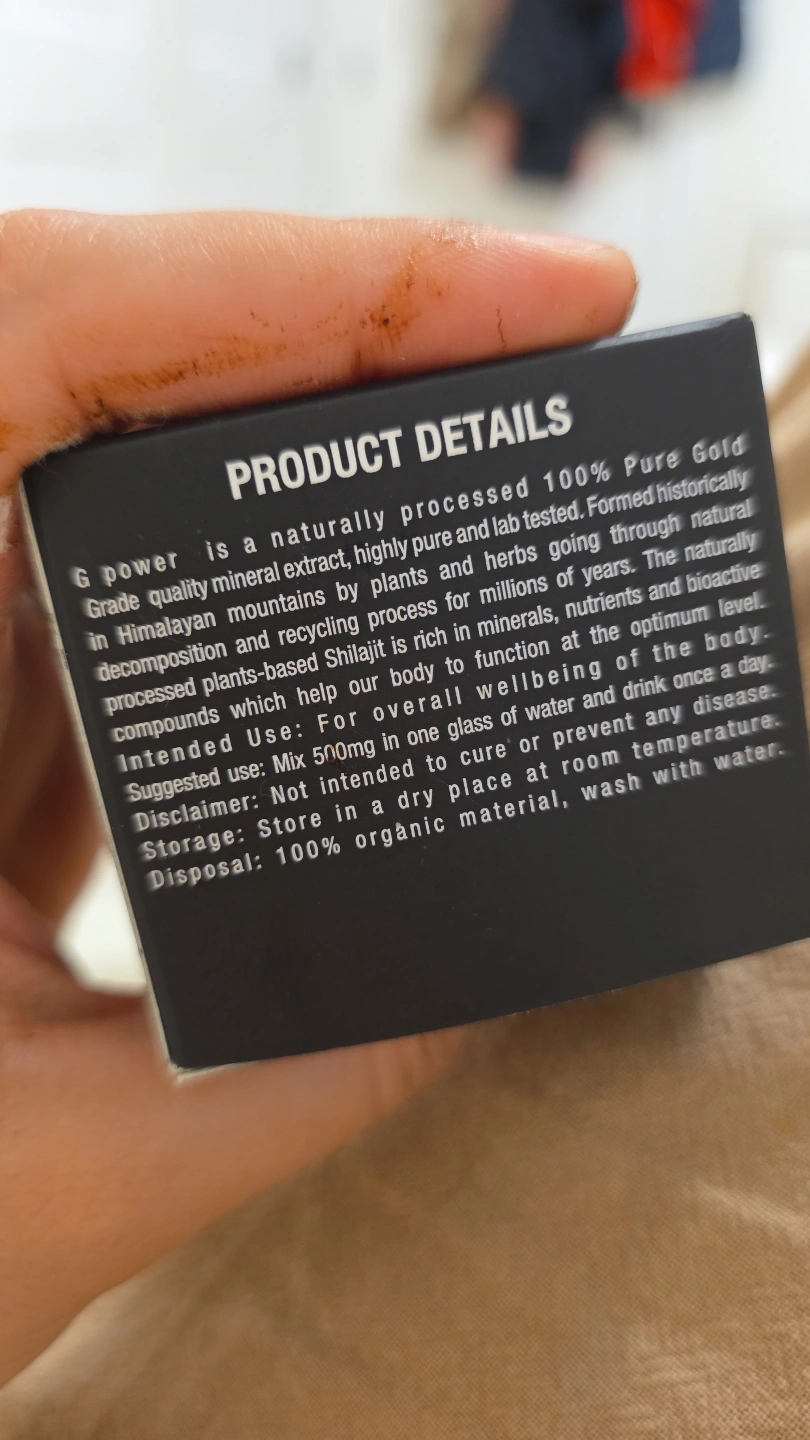 PRODUCT DETAILS
G power is a naturally processed 100% Pure Gold
Grade quality mineral extract, highly pure and lab tested. Formed historically
in Himalayan mountains by plants and herbs going through natural
decomposition and recycling process for millions of years. The naturally
processed plants-based Shilajit is rich in minerals, nutrients and bioactive
compounds which help our body to function at the optimum level.
Intended Use: For overall wellbeing of the body.
Suggested use: Mix 500mg in one glass of water and drink once a day.
Disclaimer: Not intended to cure or prevent any disease.
Storage: Store in a dry place at room temperature.
Disposal: 100% organic material, wash with water.